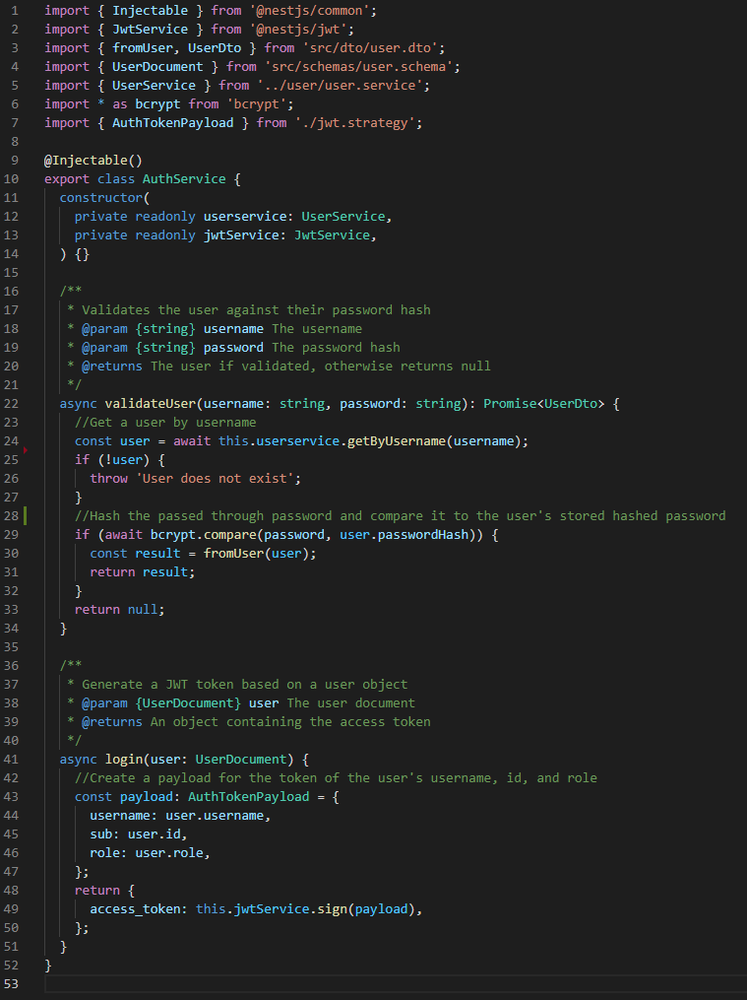 1 import { Injectable } from '@nestjs/common';
2 import { JwtService } from '@nestjs/jwt';
3 import { fromUser, UserDto } from 'src/dto/user.dto';
4 import { UserDocument } from 'src/schemas/user.schema';
5 import { UserService } from '../user/user.service';
6 import * as bcrypt from 'bcrypt';
7 import { AuthTokenPayload } from './jwt.strategy';
8
9 @Injectable()
10 export class AuthService {
11   constructor(
12     private readonly userservice: UserService,
13     private readonly jwtService: JwtService,
14   ) {}
15
16   /**
17    * Validates the user against their password hash
18    * @param {string} username The username
19    * @param {string} password The password hash
20    * @returns The user if validated, otherwise returns null
21    */
22   async validateUser(username: string, password: string): Promise<UserDto> {
23     //Get a user by username
24     const user = await this.userservice.getByUsername(username);
25     if (!user) {
26       throw 'User does not exist';
27     }
28     //Hash the passed through password and compare it to the user's stored hashed password
29     if (await bcrypt.compare(password, user.passwordHash)) {
30       const result = fromUser(user);
31       return result;
32     }
33     return null;
34   }
35
36   /**
37    * Generate a JWT token based on a user object
38    * @param {UserDocument} user The user document
39    * @returns An object containing the access token
40    */
41   async login(user: UserDocument) {
42     //Create a payload for the token of the user's username, id, and role
43     const payload: AuthTokenPayload = {
44       username: user.username,
45       sub: user.id,
46       role: user.role,
47     };
48     return {
49       access_token: this.jwtService.sign(payload),
50     };
51   }
52 }
53